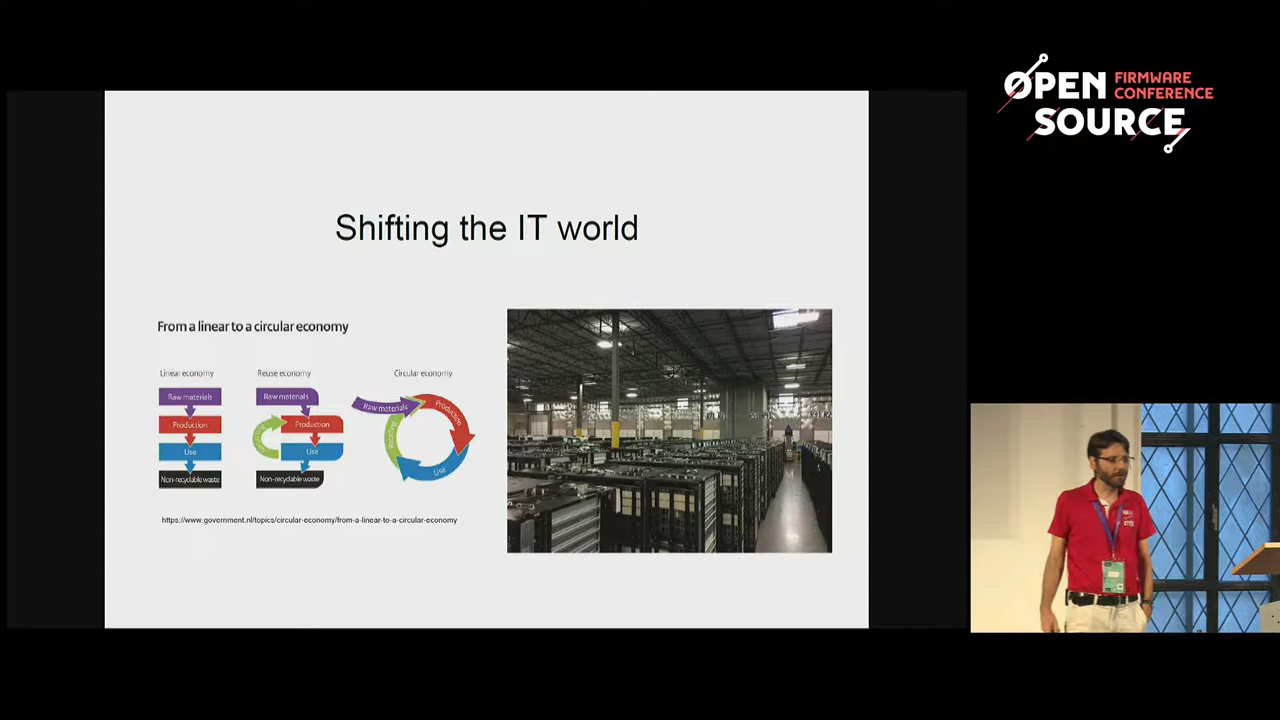 OPEN FIRMWARE
CONFERENCE
SOURCE
Shifting the IT world
From a linear to a circular economy
Linear economy
Raw materials
Production
Use
Non-recyclable waste
Reuse economy
Raw materials
Production
Use
Non-recyclable waste
Circular economy
Raw materials
Production
Use
https://www.government.nl/topics/circular-economy/from-a-linear-to-a-circular-economy